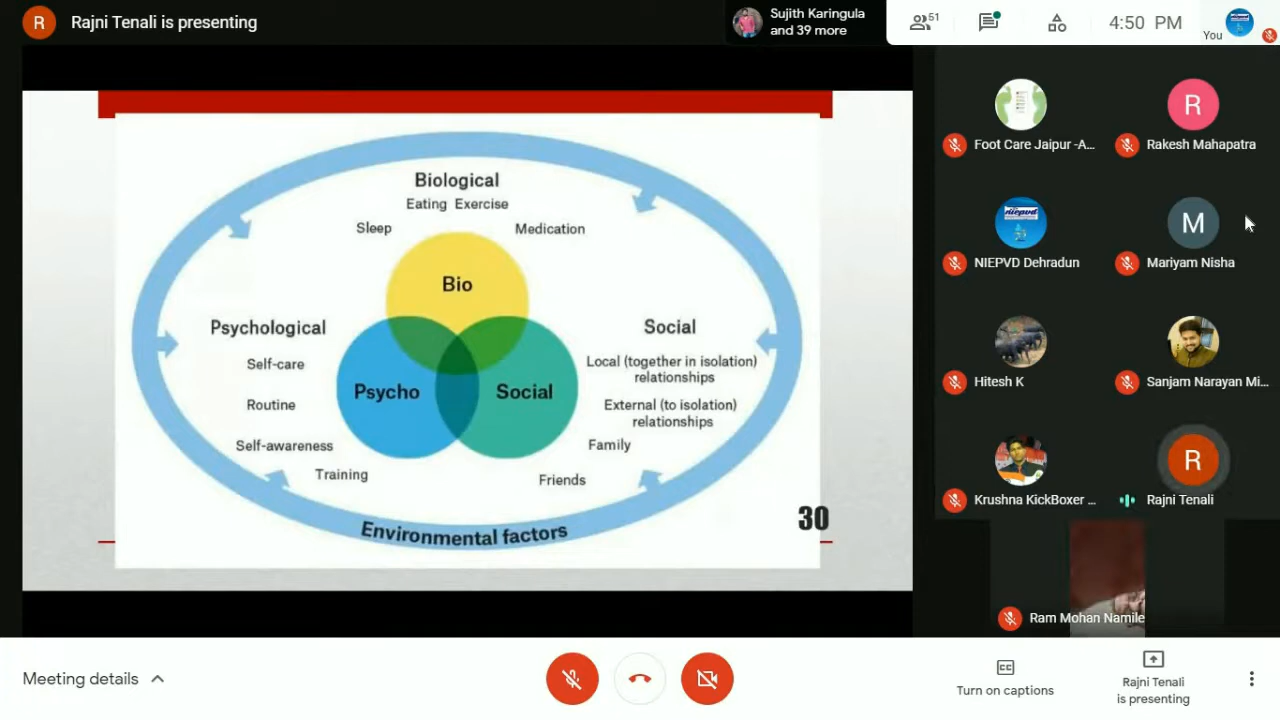 R
Rajni Tenali is presenting
Sujith Karingula
and 39 more
51
4:50 PM
You
Biological
Eating Exercise
Sleep
Medication
Bio
Psychological
Social
Self-care
Local (together in isolation)
relationships
Psycho
Social
Routine
External (to isolation)
relationships
Self-awareness
Family
Training
Friends
Environmental factors
30
Foot Care Jaipur -A...
R
Rakesh Mahapatra
niepvd
NIEPVD Dehradun
M
Mariyam Nisha
Hitesh K
Sanjam Narayan Mi...
Krushna KickBoxer ...
R
Rajni Tenali
Ram Mohan Namile
Meeting details
CC
Turn on captions
Rajni Tenali
is presenting